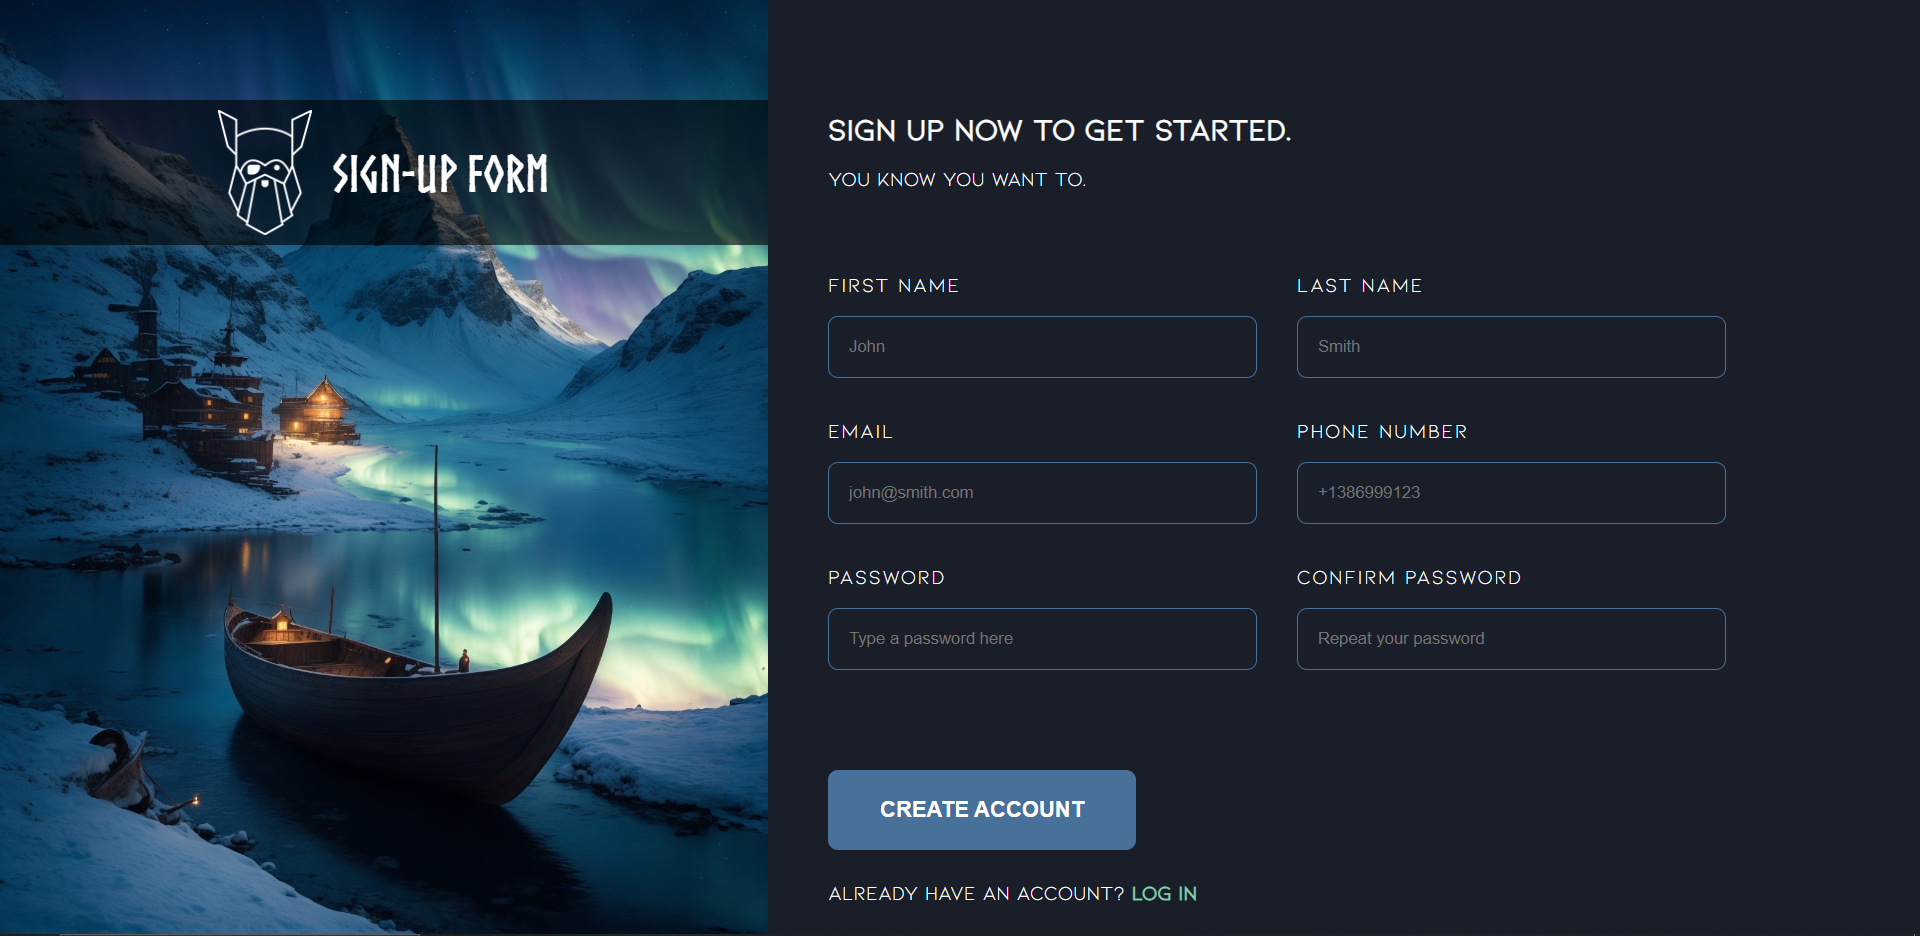 SIGN-UP FORM
SIGN UP NOW TO GET STARTED.
YOU KNOW YOU WANT TO.
FIRST NAME
LAST NAME
John
Smith
EMAIL
PHONE NUMBER
john@smith.com
+1386999123
PASSWORD
CONFIRM PASSWORD
Type a password here
Repeat your password
CREATE ACCOUNT
ALREADY HAVE AN ACCOUNT? LOG IN